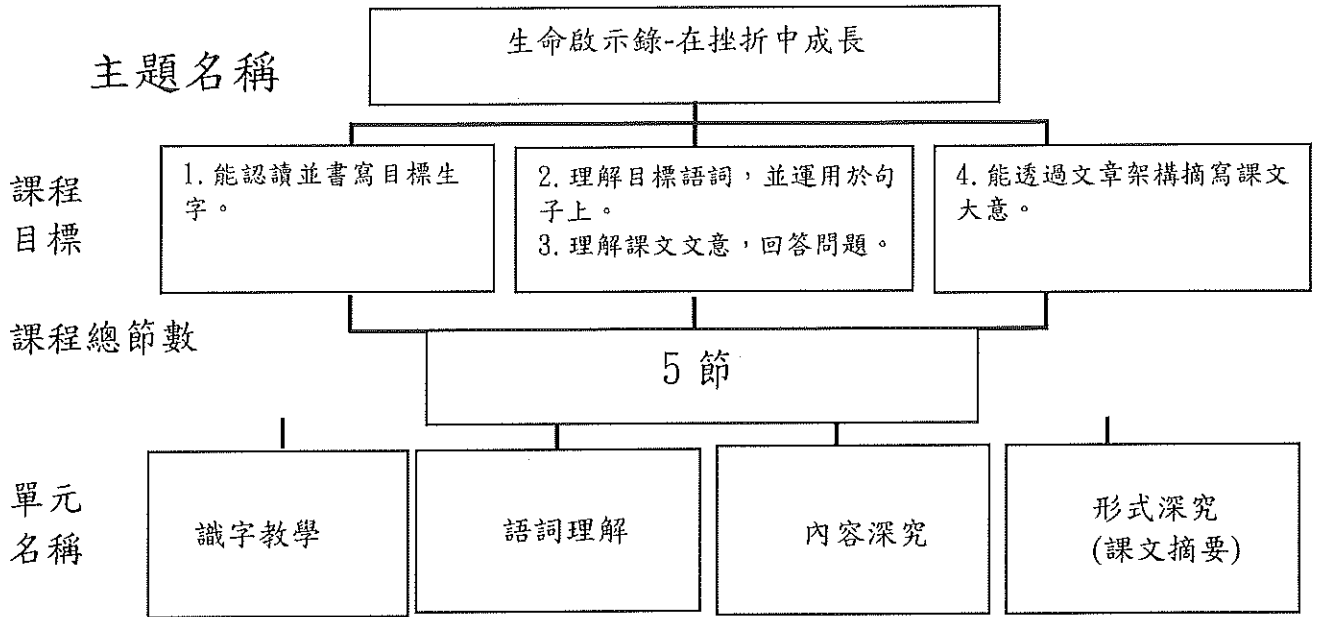 生命啟示錄-在挫折中成長
主題名稱
課程
目標
1. 能認讀並書寫目標生
字。
2. 理解目標語詞，並運用於句
子上。
3. 理解課文文意，回答問題。
4. 能透過文章架構摘寫課文
大意。
課程總節數
5 節
單元
名稱
識字教學
語詞理解
內容深究
形式深究
(課文摘要)